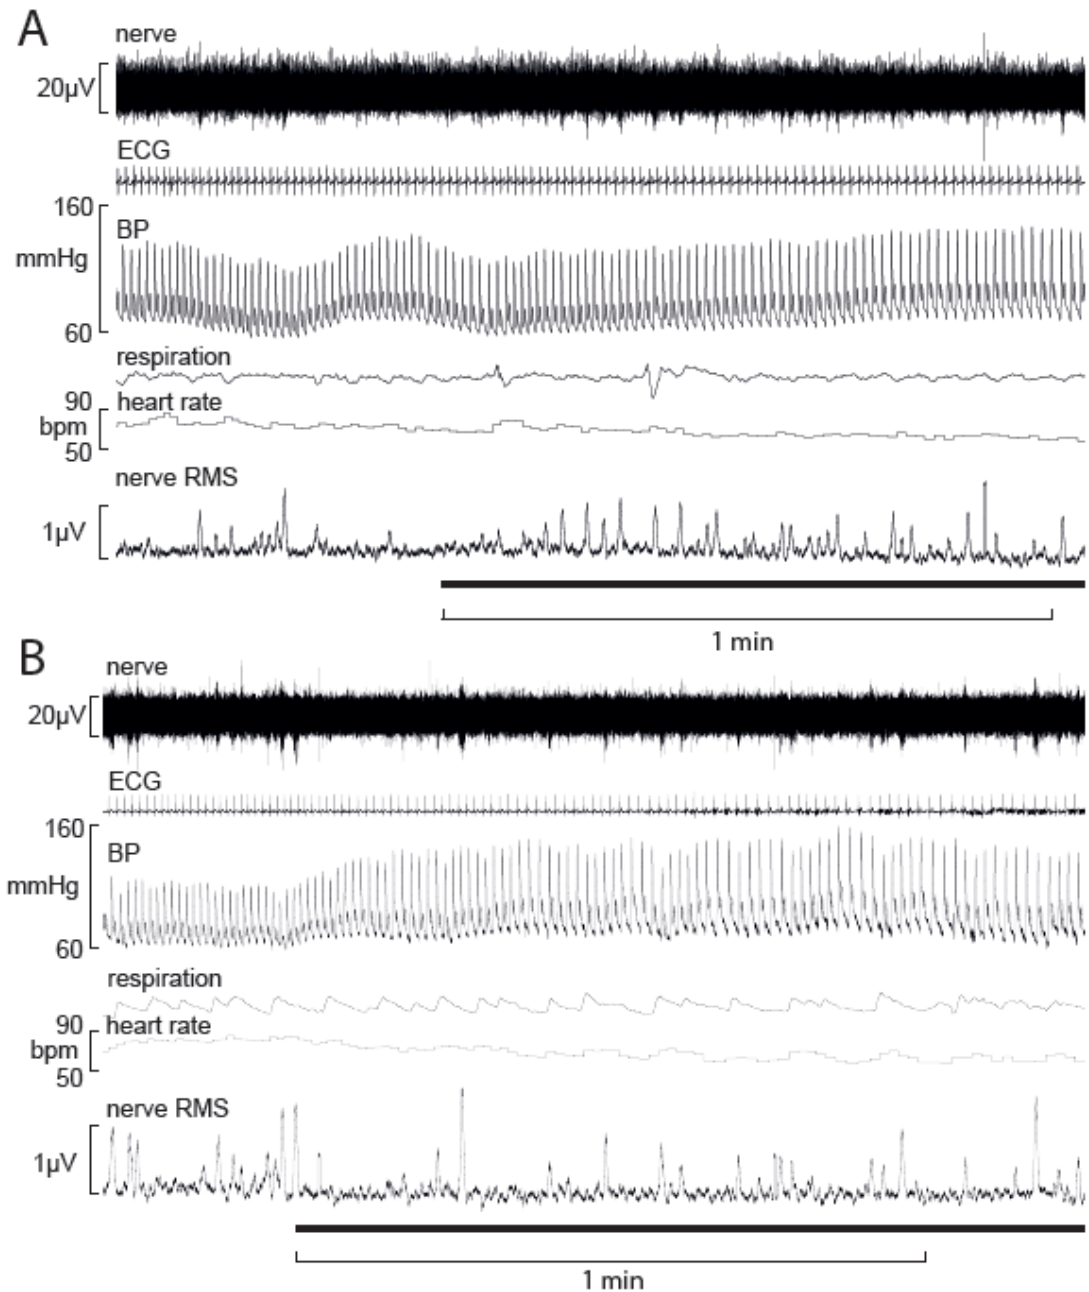 A
nerve
20µV
ECG
160
BP
mmHg
60
respiration
90
heart rate
bpm
50
nerve RMS
1µV
1 min
B
nerve
20µV
ECG
160
BP
mmHg
60
respiration
90
heart rate
bpm
50
nerve RMS
1µV
1 min